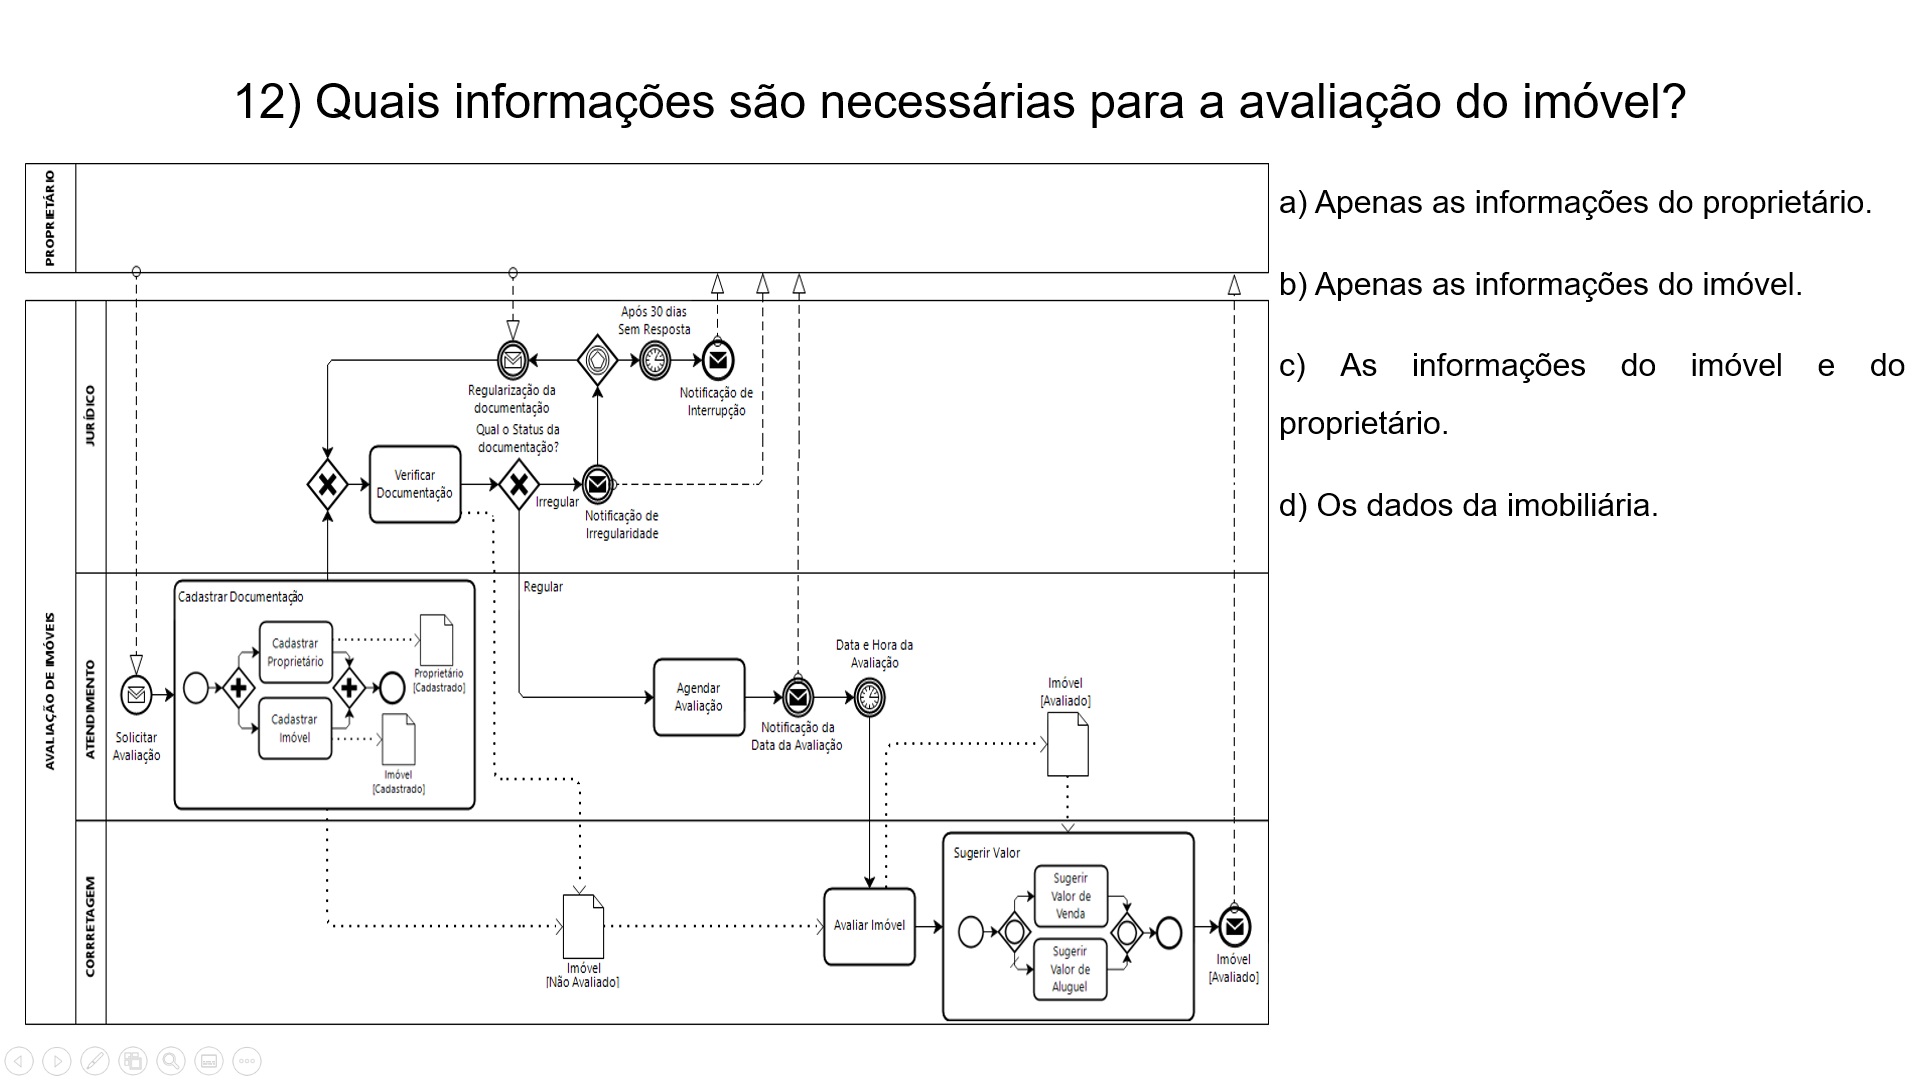 12) Quais informações são necessárias para a avaliação do imóvel?
PROPRIETÁRIO
a) Apenas as informações do proprietário.
b) Apenas as informações do imóvel.
c) As informações do imóvel e do
proprietário.
d) Os dados da imobiliária.
AVALIAÇÃO DE IMÓVEIS
JURÍDICO
Após 30 dias
Sem Resposta
Regularização da
documentação
Notificação de
Interrupção
Qual o Status da
documentação?
Verificar
Documentação
Irregular
Notificação de
Irregularidade
Regular
ATENDIMENTO
Solicitar
Avaliação
Cadastrar Documentação
Cadastrar
Proprietário
Proprietário
[Cadastrado]
Cadastrar
Imóvel
Imóvel
[Cadastrado]
Agendar
Avaliação
Notificação da
Data da Avaliação
Data e Hora da
Avaliação
Imóvel
[Avaliado]
CORRETAGEM
Imóvel
[Não Avaliado]
Avaliar Imóvel
Sugerir Valor
Sugerir
Valor de
Venda
Sugerir
Valor de
Aluguel
Imóvel
[Avaliado]